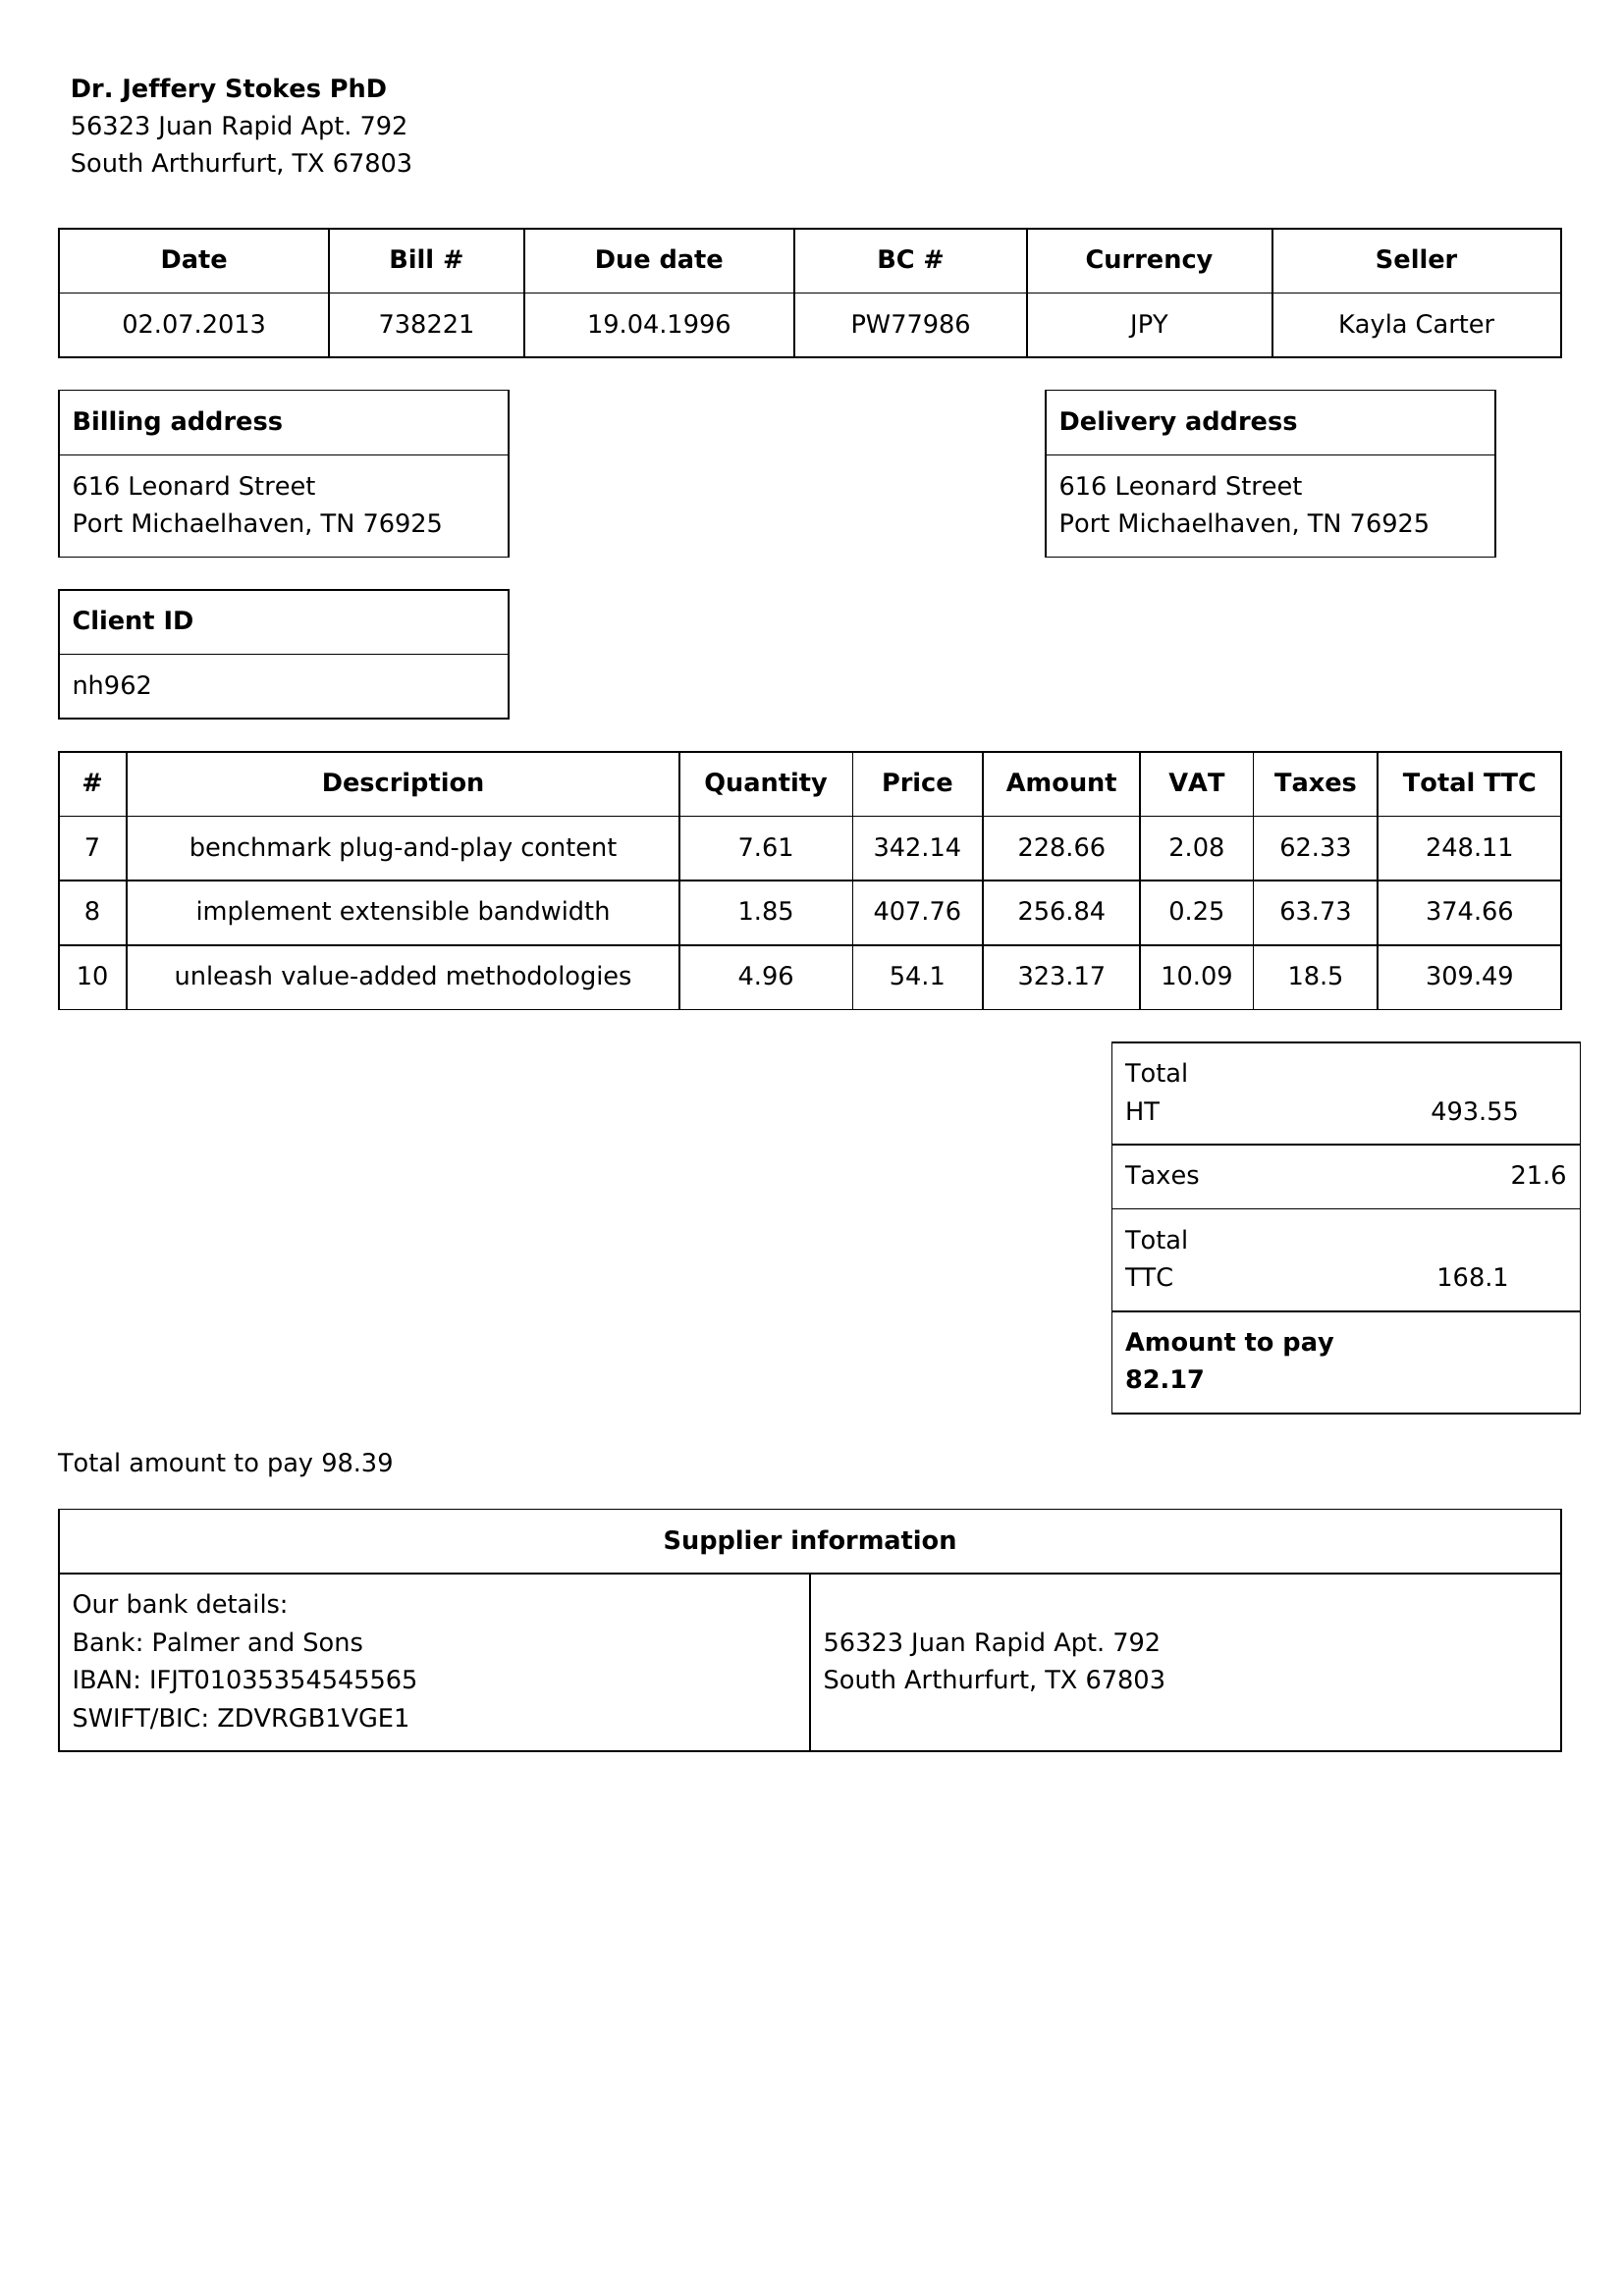 Dr. Jeffery Stokes PhD
56323 Juan Rapid Apt. 792
South Arthurfurt, TX 67803
Date Bill # Due date BC # Currency Seller
02.07.2013 738221 19.04.1996 PW77986 JPY Kayla Carter
Billing address
616 Leonard Street
Port Michaelhaven, TN 76925
Delivery address
616 Leonard Street
Port Michaelhaven, TN 76925
Client ID
nh962
# Description Quantity Price Amount VAT Taxes Total TTC
7 benchmark plug-and-play content 7.61 342.14 228.66 2.08 62.33 248.11
8 implement extensible bandwidth 1.85 407.76 256.84 0.25 63.73 374.66
10 unleash value-added methodologies 4.96 54.1 323.17 10.09 18.5 309.49
Total
HT 493.55
Taxes 21.6
Total
TTC 168.1
Amount to pay
82.17
Total amount to pay 98.39
Supplier information
Our bank details:
Bank: Palmer and Sons
IBAN: IFJT01035354545565
SWIFT/BIC: ZDVRGB1VGE1
56323 Juan Rapid Apt. 792
South Arthurfurt, TX 67803